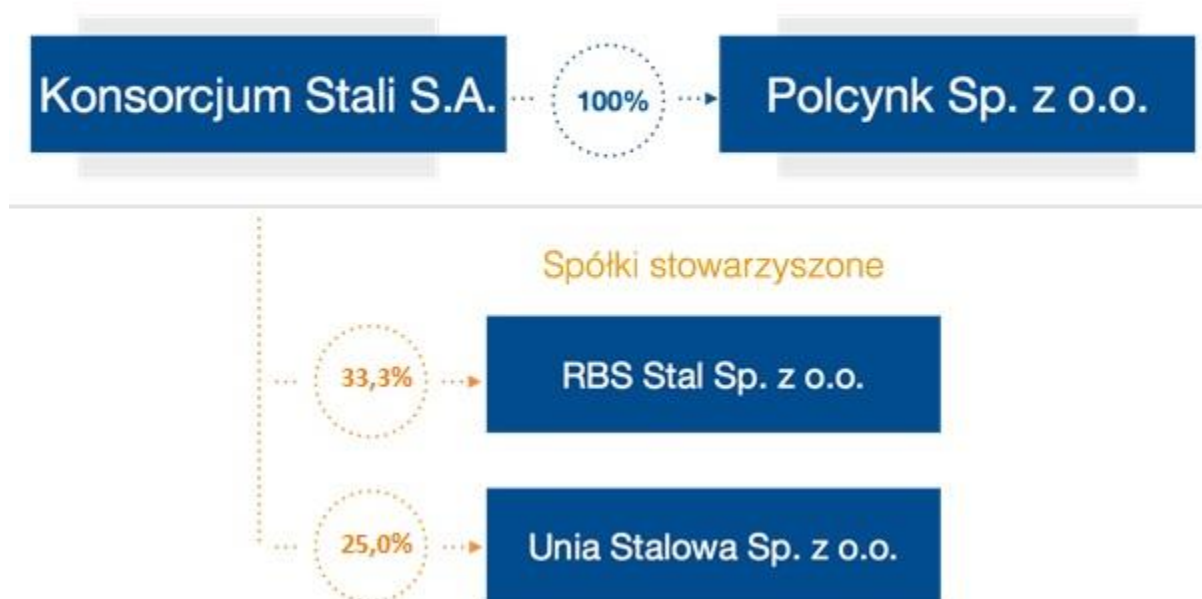 Konsorcjum Stali S.A.
100%
Polcynk Sp. z o.o.
Spółki stowarzyszone
33,3%
RBS Stal Sp. z o.o.
25,0%
Unia Stalowa Sp. z o.o.